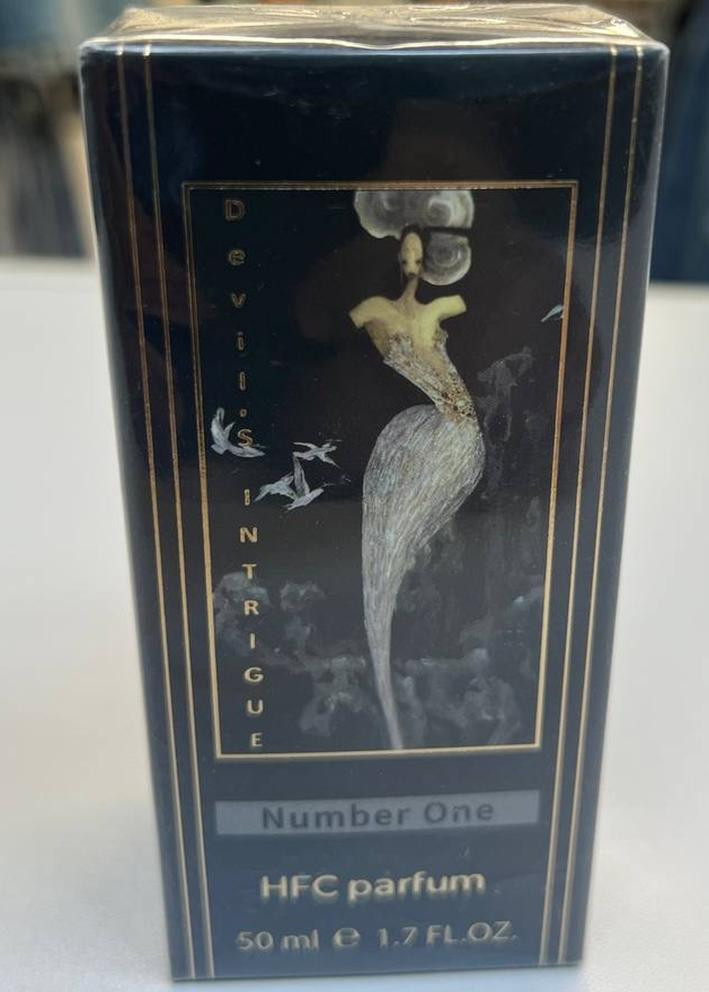 Devil's INTRIGUE
Number One
HFC parfum
50 ml ℮ 1.7 FL.OZ.